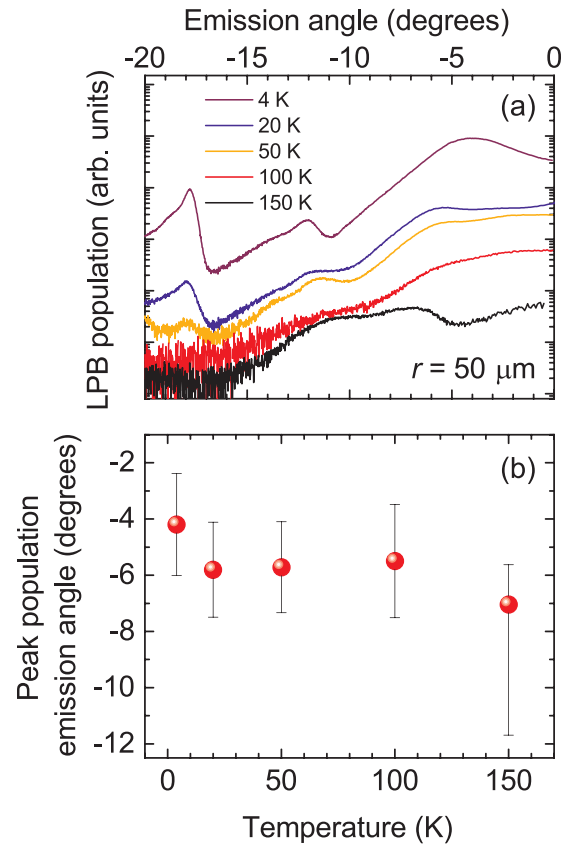 Emission angle (degrees)
-20 -15 -10 -5 0
LPB population (arb. units)
(a)
4 K
20 K
50 K
100 K
150 K
r = 50 μm
(b)
Peak population
emission angle (degrees)
-2
-4
-6
-8
-10
-12
0 50 100 150
Temperature (K)